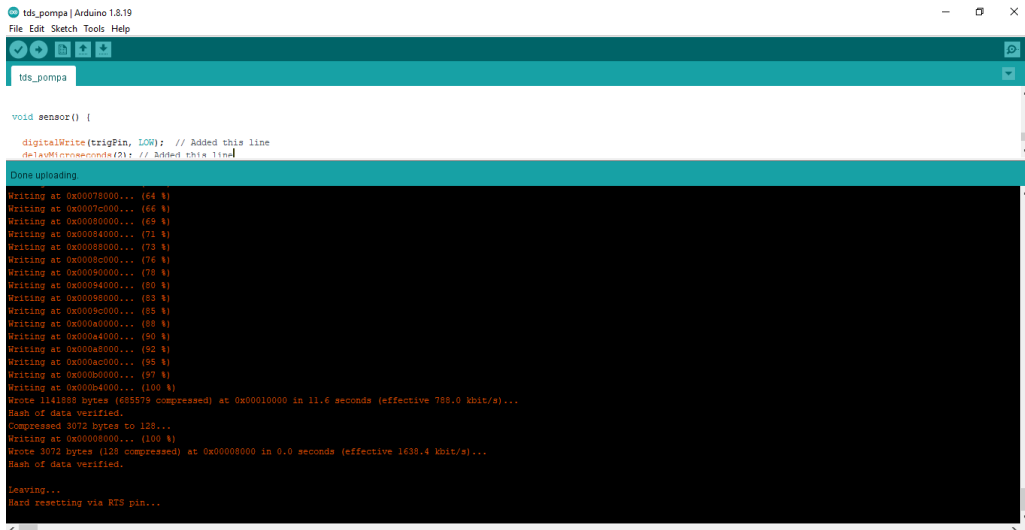 tds_pompa | Arduino 1.8.19
File Edit Sketch Tools Help
tds_pompa
void sensor() {
digitalWrite(trigPin, LOW);  // Added this line
delayMicroseconds(2); // Added this line
Done uploading.
Writing at 0x00078000... (64 %)
Writing at 0x0007c000... (66 %)
Writing at 0x00080000... (69 %)
Writing at 0x00084000... (71 %)
Writing at 0x00088000... (73 %)
Writing at 0x0008c000... (76 %)
Writing at 0x00090000... (78 %)
Writing at 0x00094000... (80 %)
Writing at 0x00098000... (83 %)
Writing at 0x0009c000... (85 %)
Writing at 0x000a0000... (88 %)
Writing at 0x000a4000... (90 %)
Writing at 0x000a8000... (92 %)
Writing at 0x000ac000... (95 %)
Writing at 0x000b0000... (97 %)
Writing at 0x000b4000... (100 %)
Wrote 1141888 bytes (685579 compressed) at 0x00010000 in 11.6 seconds (effective 788.0 kbit/s)...
Hash of data verified.
Compressed 3072 bytes to 128...
Writing at 0x00008000... (100 %)
Wrote 3072 bytes (128 compressed) at 0x00008000 in 0.0 seconds (effective 1638.4 kbit/s)...
Hash of data verified.
Leaving...
Hard resetting via RTS pin...